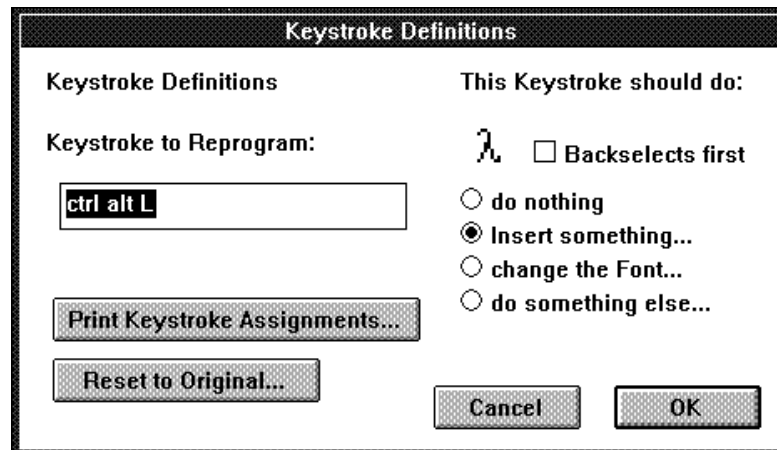 Keystroke Definitions
Keystroke Definitions
Keystroke to Reprogram:
ctrl alt L
Print Keystroke Assignments...
Reset to Original...
This Keystroke should do:
λ Backselects first
do nothing
Insert something...
change the Font...
do something else...
Cancel OK